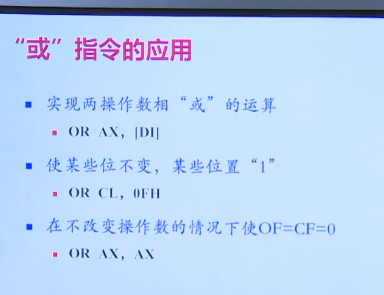 “或”指令的应用
实现两操作数相“或”的运算
OR AX，[DI]
使某些位不变，某些位置“1”
OR CL，0FH
在不改变操作数的情况下使OF=CF=0
OR AX，AX